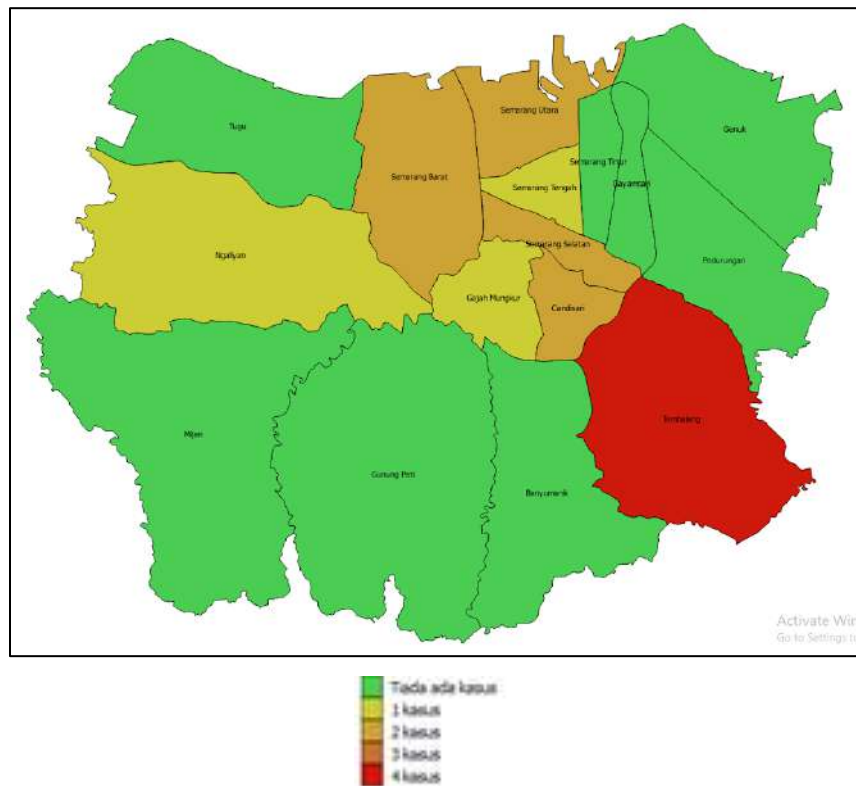 Tugu
Semarang Utara
Genuk
Semarang Timur
Semarang Barat
Semarang Tengah
Gayamsari
Semarang Selatan
Ngaliyan
Pedurungan
Gajah Mungkur
Candisari
Tembalang
Mijen
Gunung Pati
Banyumanik
Activate Win
Go to Settings to
Tiada ada kasus
1 kasus
2 kasus
3 kasus
4 kasus